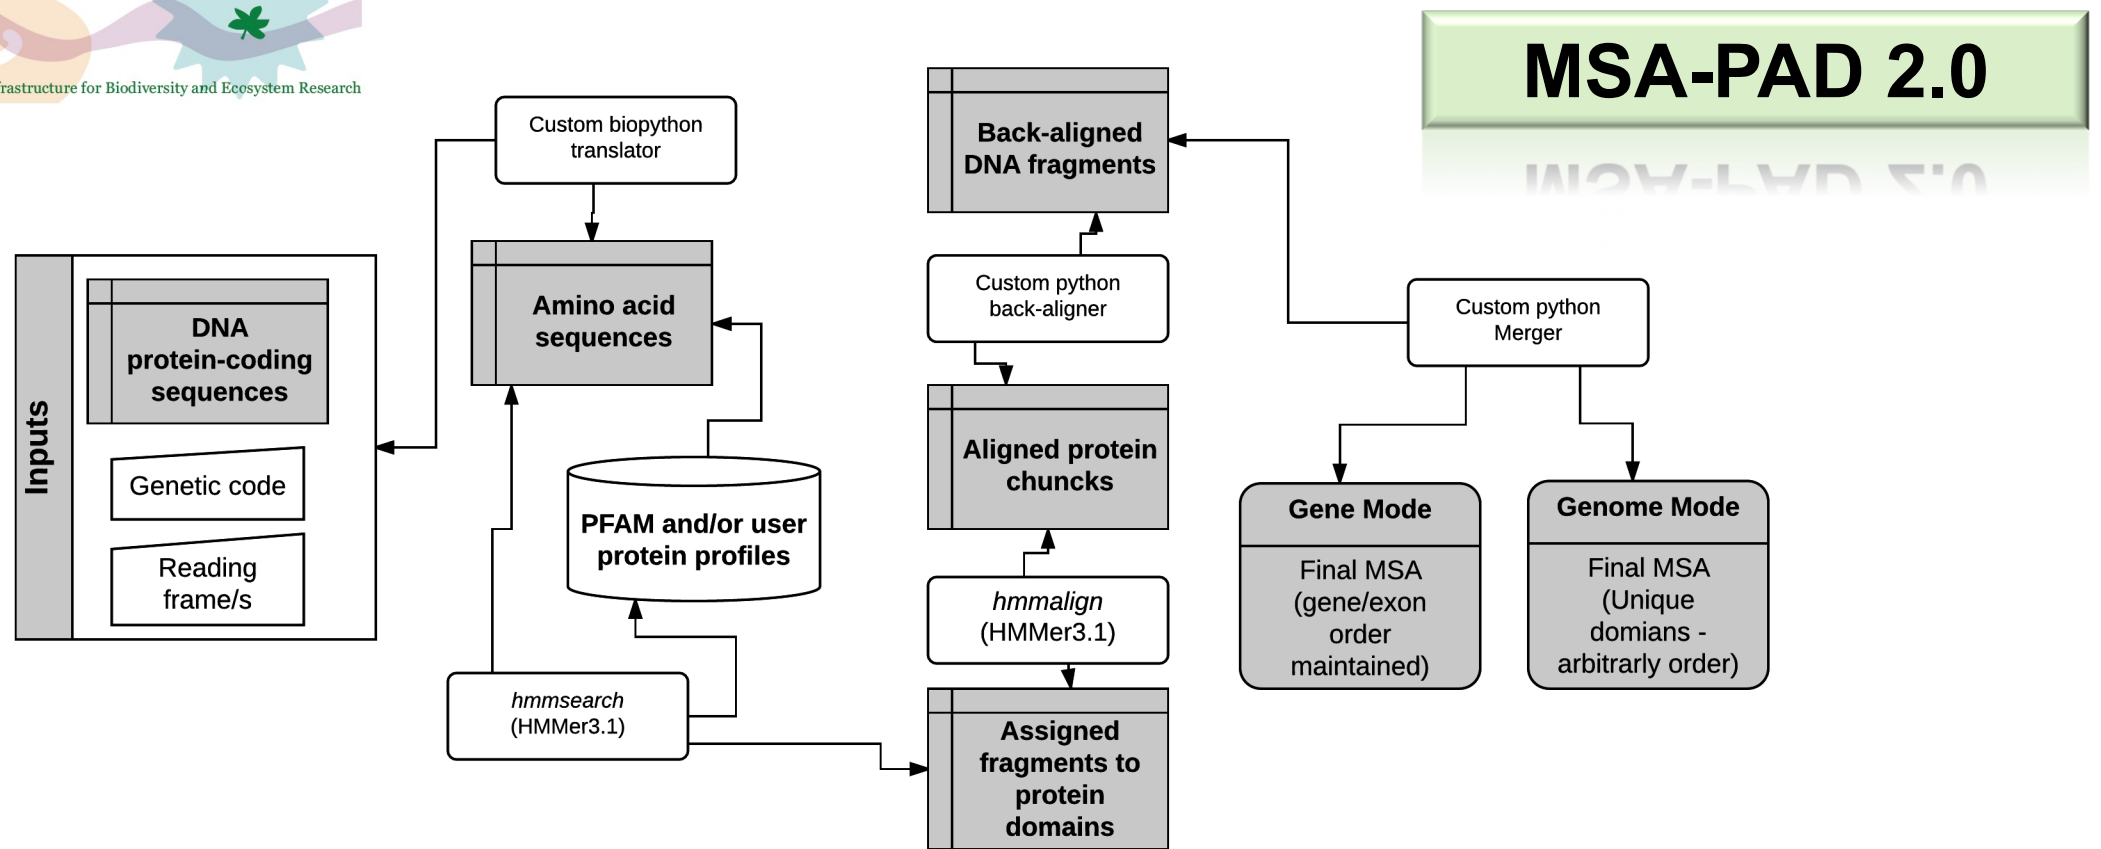 rastructure for Biodiversity and Ecosystem Research
MSA-PAD 2.0
Inputs
DNA
protein-coding
sequences
Genetic code
Reading
frame/s
Custom biopython
translator
Amino acid
sequences
PFAM and/or user
protein profiles
hmmsearch
(HMMer3.1)
Back-aligned
DNA fragments
Custom python
back-aligner
Aligned protein
chuncks
hmmalign
(HMMer3.1)
Assigned
fragments to
protein
domains
Custom python
Merger
Gene Mode
Final MSA
(gene/exon
order
maintained)
Genome Mode
Final MSA
(Unique
domians -
arbitrarly order)